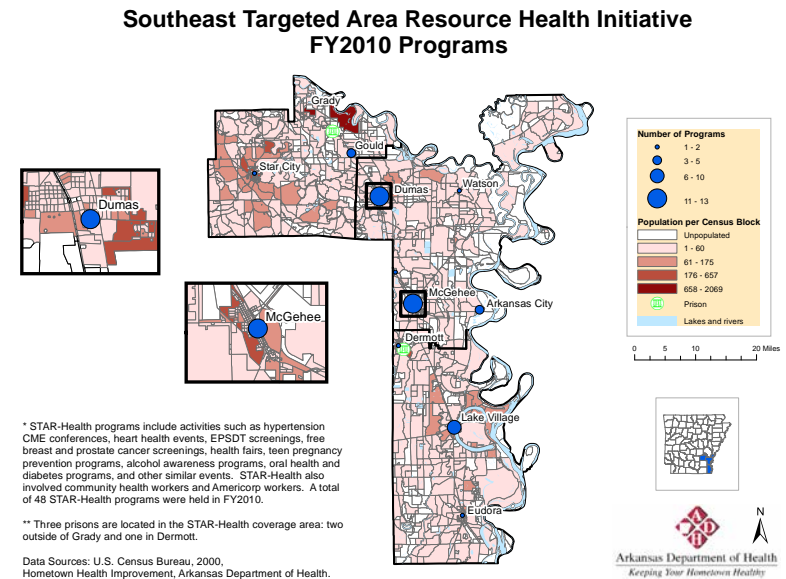 Southeast Targeted Area Resource Health Initiative
FY2010 Programs
Grady
Gould
Star City
Dumas
Watson
Dumas
McGehee
McGehee
Arkansas City
Dermott
Lake Village
Eudora
Number of Programs
1 - 2
3 - 5
6 - 10
11 - 13
Population per Census Block
Unpopulated
1 - 60
61 - 175
176 - 657
658 - 2069
Prison
Lakes and rivers
0 5 10 20 Miles
* STAR-Health programs include activities such as hypertension
CME conferences, heart health events, EPSDT screenings, free
breast and prostate cancer screenings, health fairs, teen pregnancy
prevention programs, alcohol awareness programs, oral health and
diabetes programs, and other similar events. STAR-Health also
involved community health workers and Americorp workers. A total
of 48 STAR-Health programs were held in FY2010.
** Three prisons are located in the STAR-Health coverage area: two
outside of Grady and one in Dermott.
Data Sources: U.S. Census Bureau, 2000,
Hometown Health Improvement, Arkansas Department of Health.
N
A D H
Arkansas Department of Health
Keeping Your Hometown Healthy